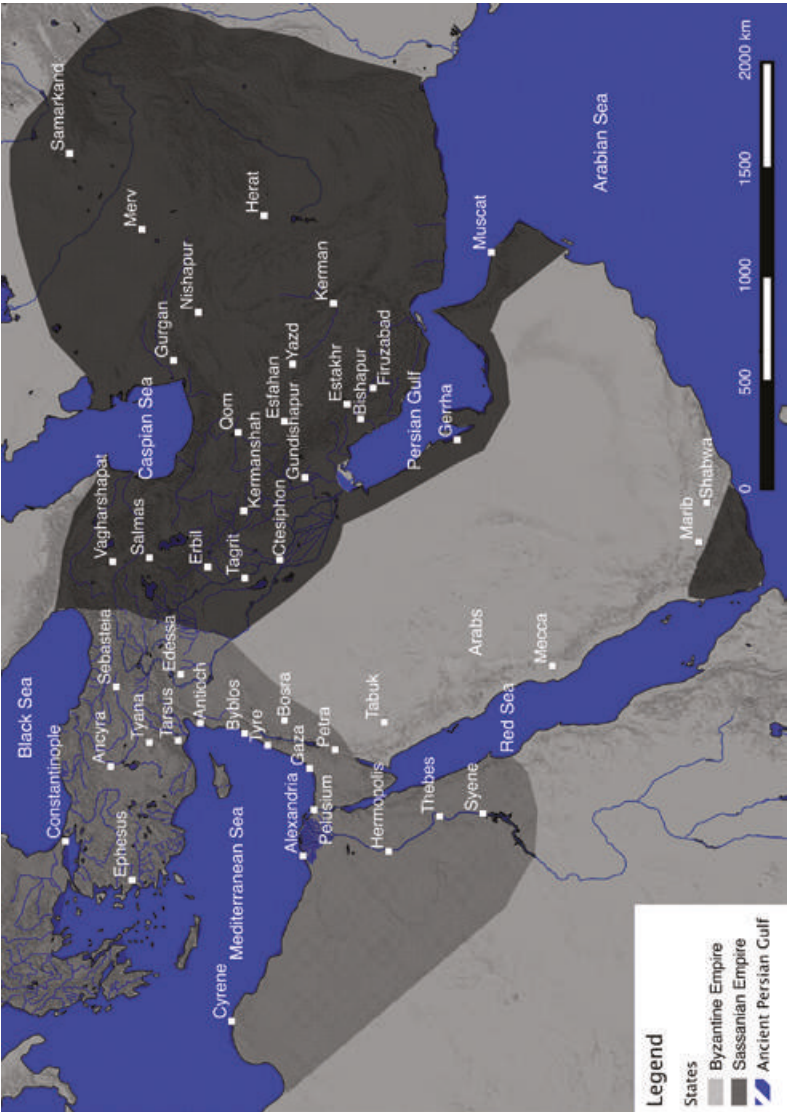 Black Sea
Constantinople
Ancyra
Sebasteia
Ephesus
Tyana
Tarsus
Edessa
Antioch
Mediterranean Sea
Cyrene
Byblos
Tyre
Bosra
Gaza
Petra
Alexandria
Pelusium
Tabuk
Hermopolis
Thebes
Syene
Red Sea
Arabs
Mecca
Vagharshapat
Salmas
Erbil
Tagrit
Ctesiphon
Caspian Sea
Qom
Kermanshah
Esfahan
Gundishapur
Gurgan
Nishapur
Yazd
Kerman
Estakhr
Bishapur
Firuzabad
Persian Gulf
Gerrha
Samarkand
Merv
Herat
Muscat
Arabian Sea
Marib
Shabwa
0
500
1000
1500
2000 km
Legend
States
Byzantine Empire
Sassanian Empire
Ancient Persian Gulf